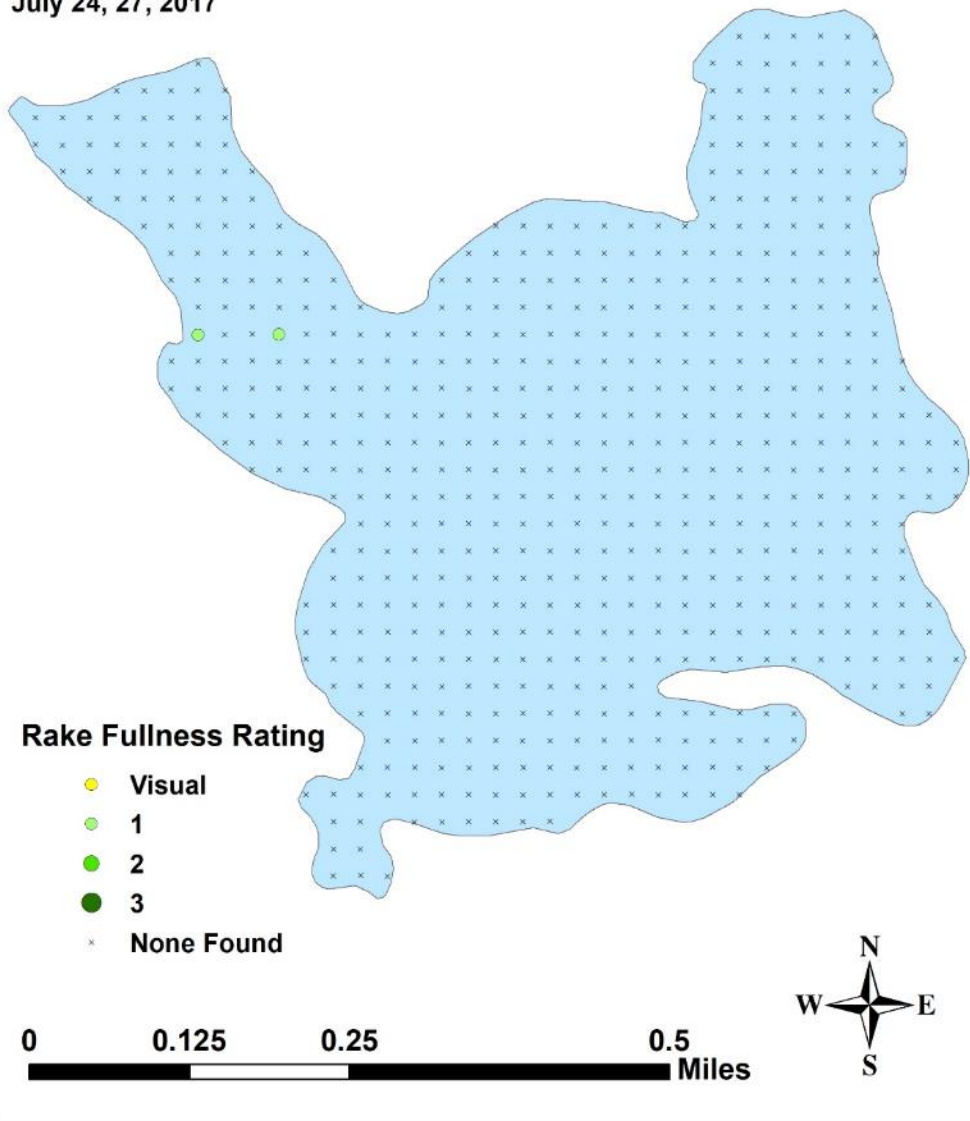 July 24, 27, 2017
Rake Fullness Rating
Visual
1
2
3
None Found
N
W E
S
0 0.125 0.25 0.5
Miles